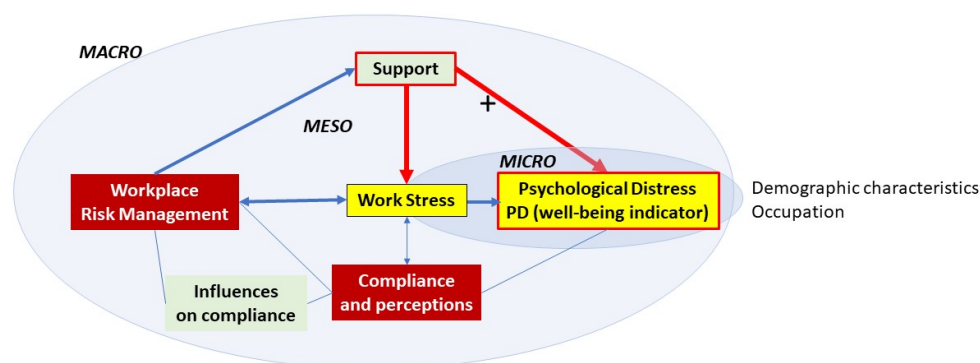 MACRO
Support
+
MESO
MICRO
Workplace
Risk Management
Work Stress
Psychological Distress
PD (well-being indicator)
Demographic characteristics
Occupation
Influences
on compliance
Compliance
and perceptions